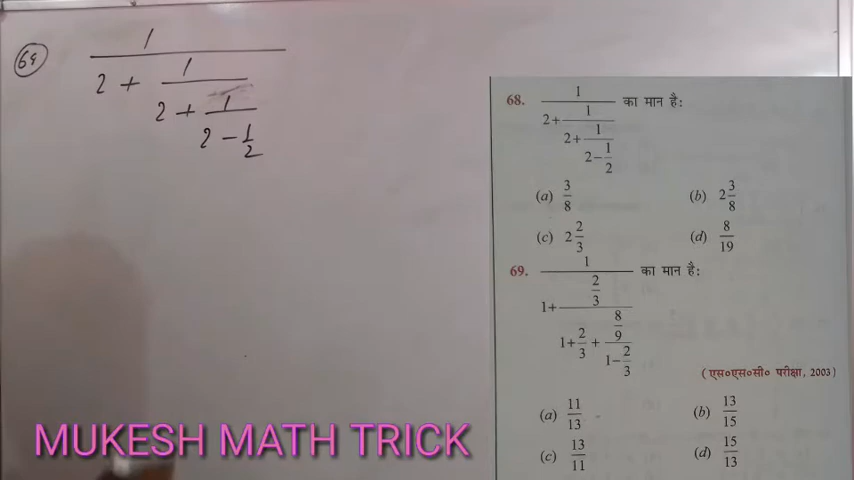 69
1
2 + 1
2 + 1
2 - 1/2
68. 1/(2+1/(2+1/(2-1/2))) का मान है:
(a) 3/8 (b) 2 3/8
(c) 2 2/3 (d) 8/19
69. 1/(1+(2/3)/(1+2/3+(8/9)/(1-2/3))) का मान है:
(एस०एस०सी० परीक्षा, 2003)
(a) 11/13 (b) 13/15
(c) 13/11 (d) 15/13
MUKESH MATH TRICK